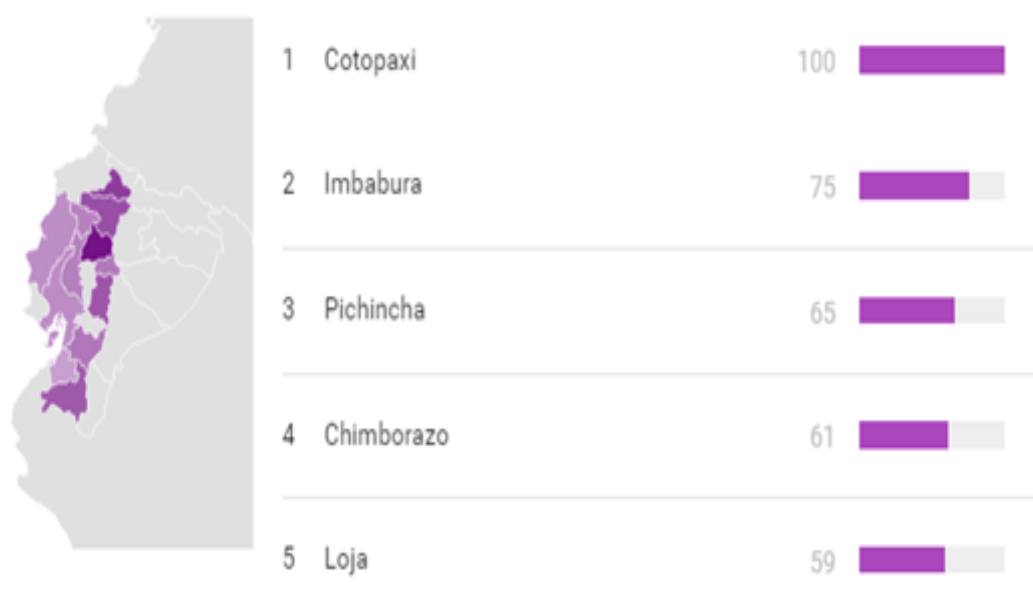 1 Cotopaxi 100
2 Imbabura 75
3 Pichincha 65
4 Chimborazo 61
5 Loja 59